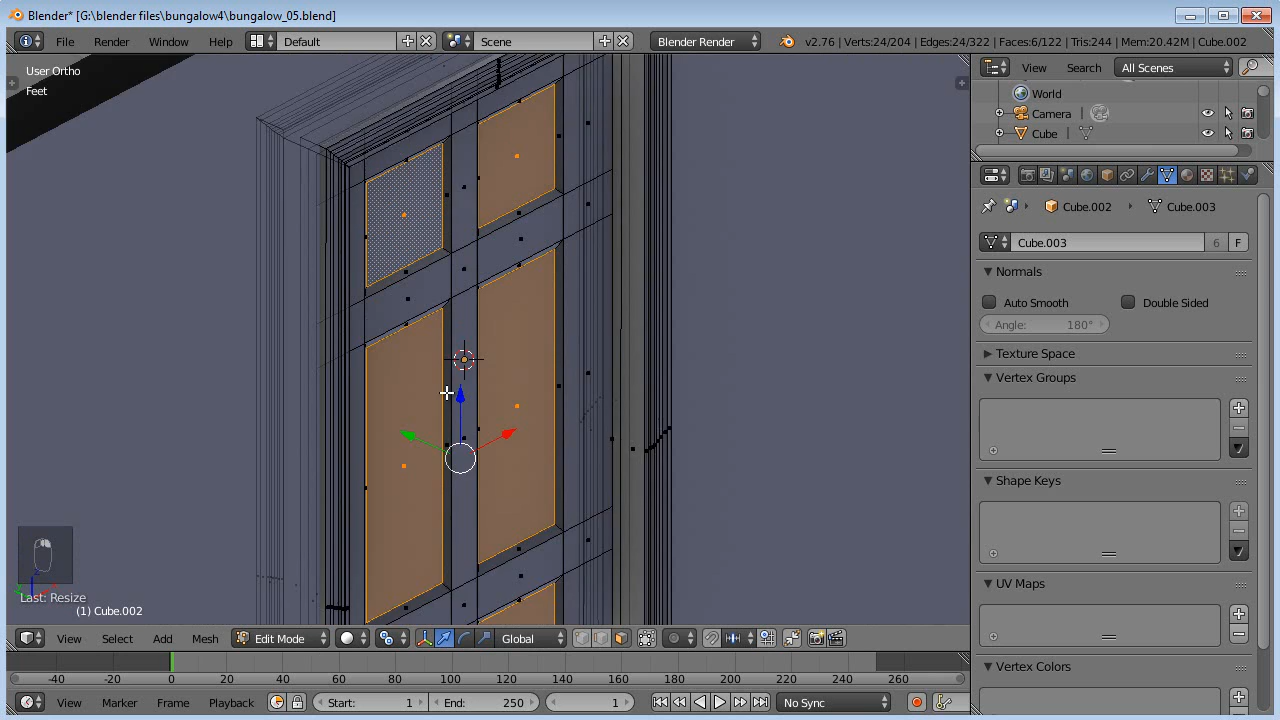 Blender* [G:\blender files\bungalow4\bungalow_05.blend]
File Render Window Help Default Scene Blender Render v2.76 | Verts:24/204 | Edges:24/322 | Faces:6/122 | Tris:244 | Mem:20.42M | Cube.002
User Ortho
Feet
View Search All Scenes
World
Camera
Cube
Cube.002 Cube.003
Cube.003 6 F
Normals
Auto Smooth Double Sided
Angle: 180°
Texture Space
Vertex Groups
Shape Keys
UV Maps
Vertex Colors
Last: Resize
(1) Cube.002
View Select Add Mesh Edit Mode Global
-40 -20 0 20 40 60 80 100 120 140 160 180 200 220 240 260
View Marker Frame Playback Start: 1 End: 250 1 No Sync